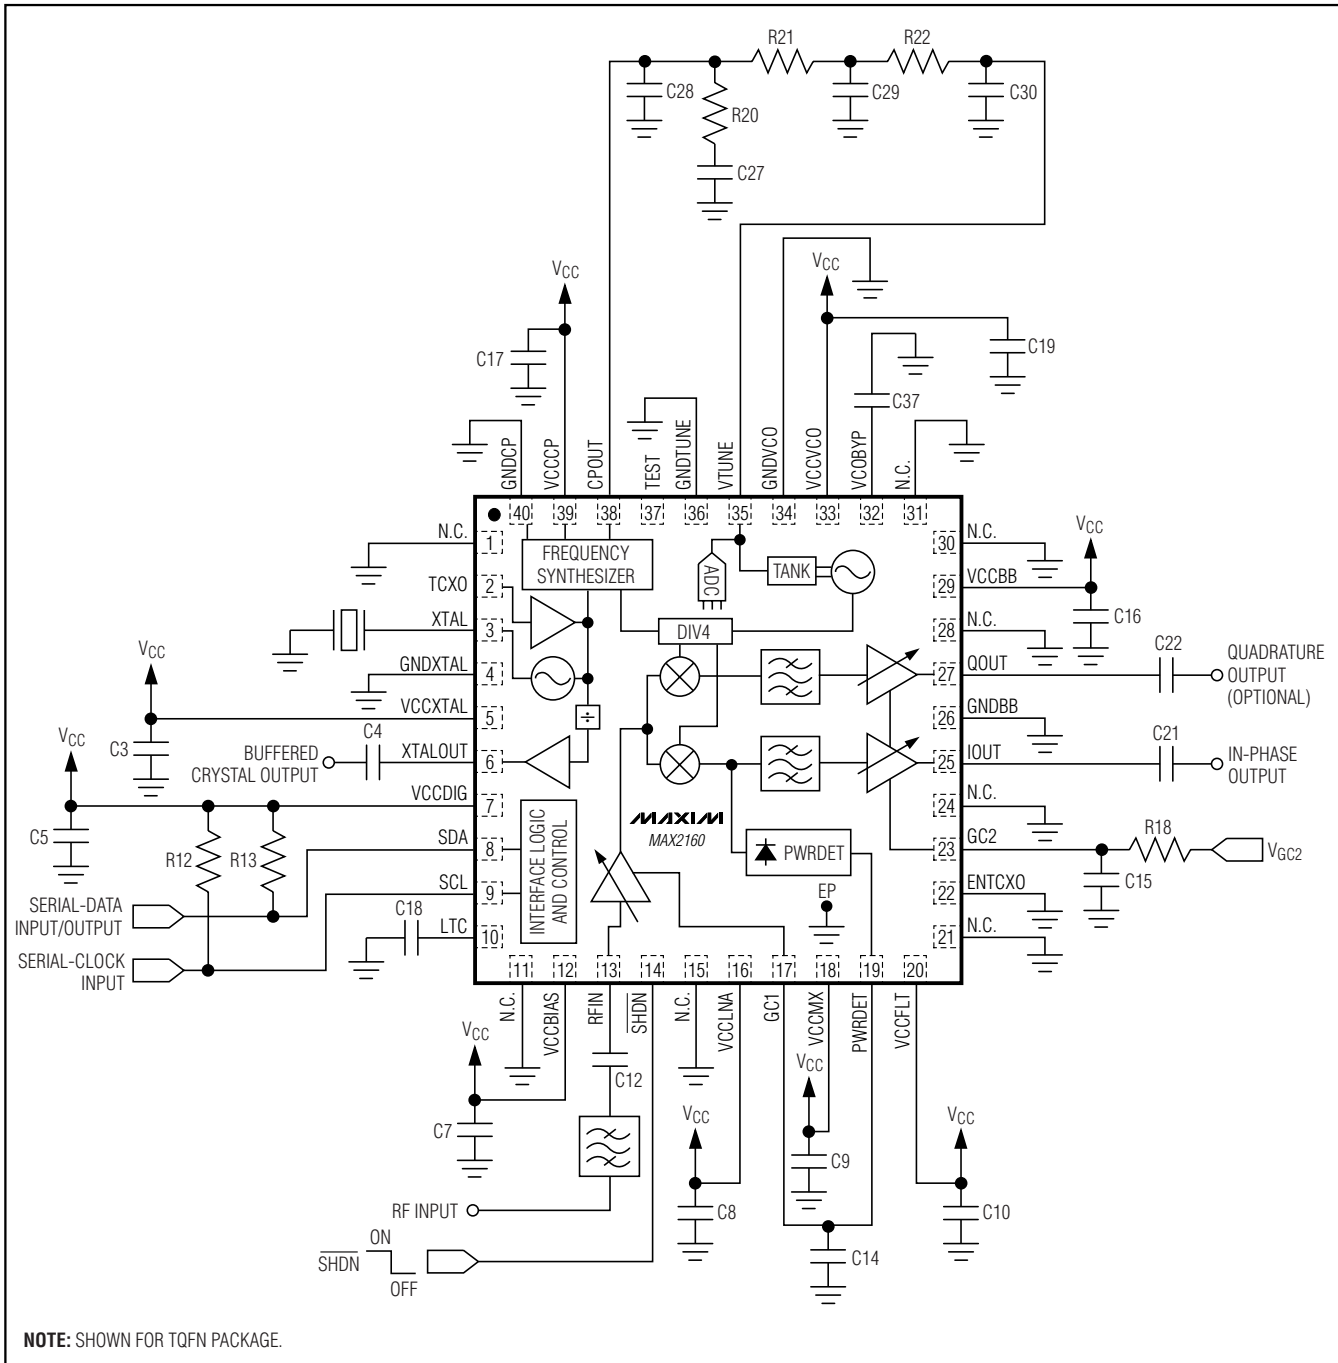 R21
R22
C28
C29
C30
R20
C27
VCC
VCC
C17
C19
C37
GNDCP
VCCCP
CPOUT
TEST
GNDTUNE
VTUNE
GNDVCO
VCCVCO
VCOBYP
N.C.
40
39
38
37
36
35
34
33
32
31
N.C.
1
TCXO
2
XTAL
3
GNDXTAL
4
VCC
VCCXTAL
5
C3
C4
BUFFERED
CRYSTAL OUTPUT
XTALOUT
6
VCC
VCCDIG
7
C5
R12
R13
SDA
8
SCL
9
SERIAL-DATA
INPUT/OUTPUT
C18
LTC
10
SERIAL-CLOCK
INPUT
FREQUENCY
SYNTHESIZER
ADC
TANK
DIV4
÷
MAXIM
MAX2160
INTERFACE LOGIC
AND CONTROL
PWRDET
EP
30
N.C.
VCC
29
VCCBB
C16
28
N.C.
27
QOUT
C22
QUADRATURE
OUTPUT
(OPTIONAL)
26
GNDBB
25
IOUT
C21
IN-PHASE
OUTPUT
24
N.C.
23
GC2
R18
VGC2
C15
22
ENTCXO
21
N.C.
11
12
13
14
15
16
17
18
19
20
N.C.
VCCBIAS
RFIN
SHDN
N.C.
VCCLNA
GC1
VCCMX
PWRDET
VCCFLT
VCC
C7
C12
VCC
C8
VCC
C9
VCC
C10
C14
RF INPUT
SHDN
ON
OFF
NOTE: SHOWN FOR TQFN PACKAGE.